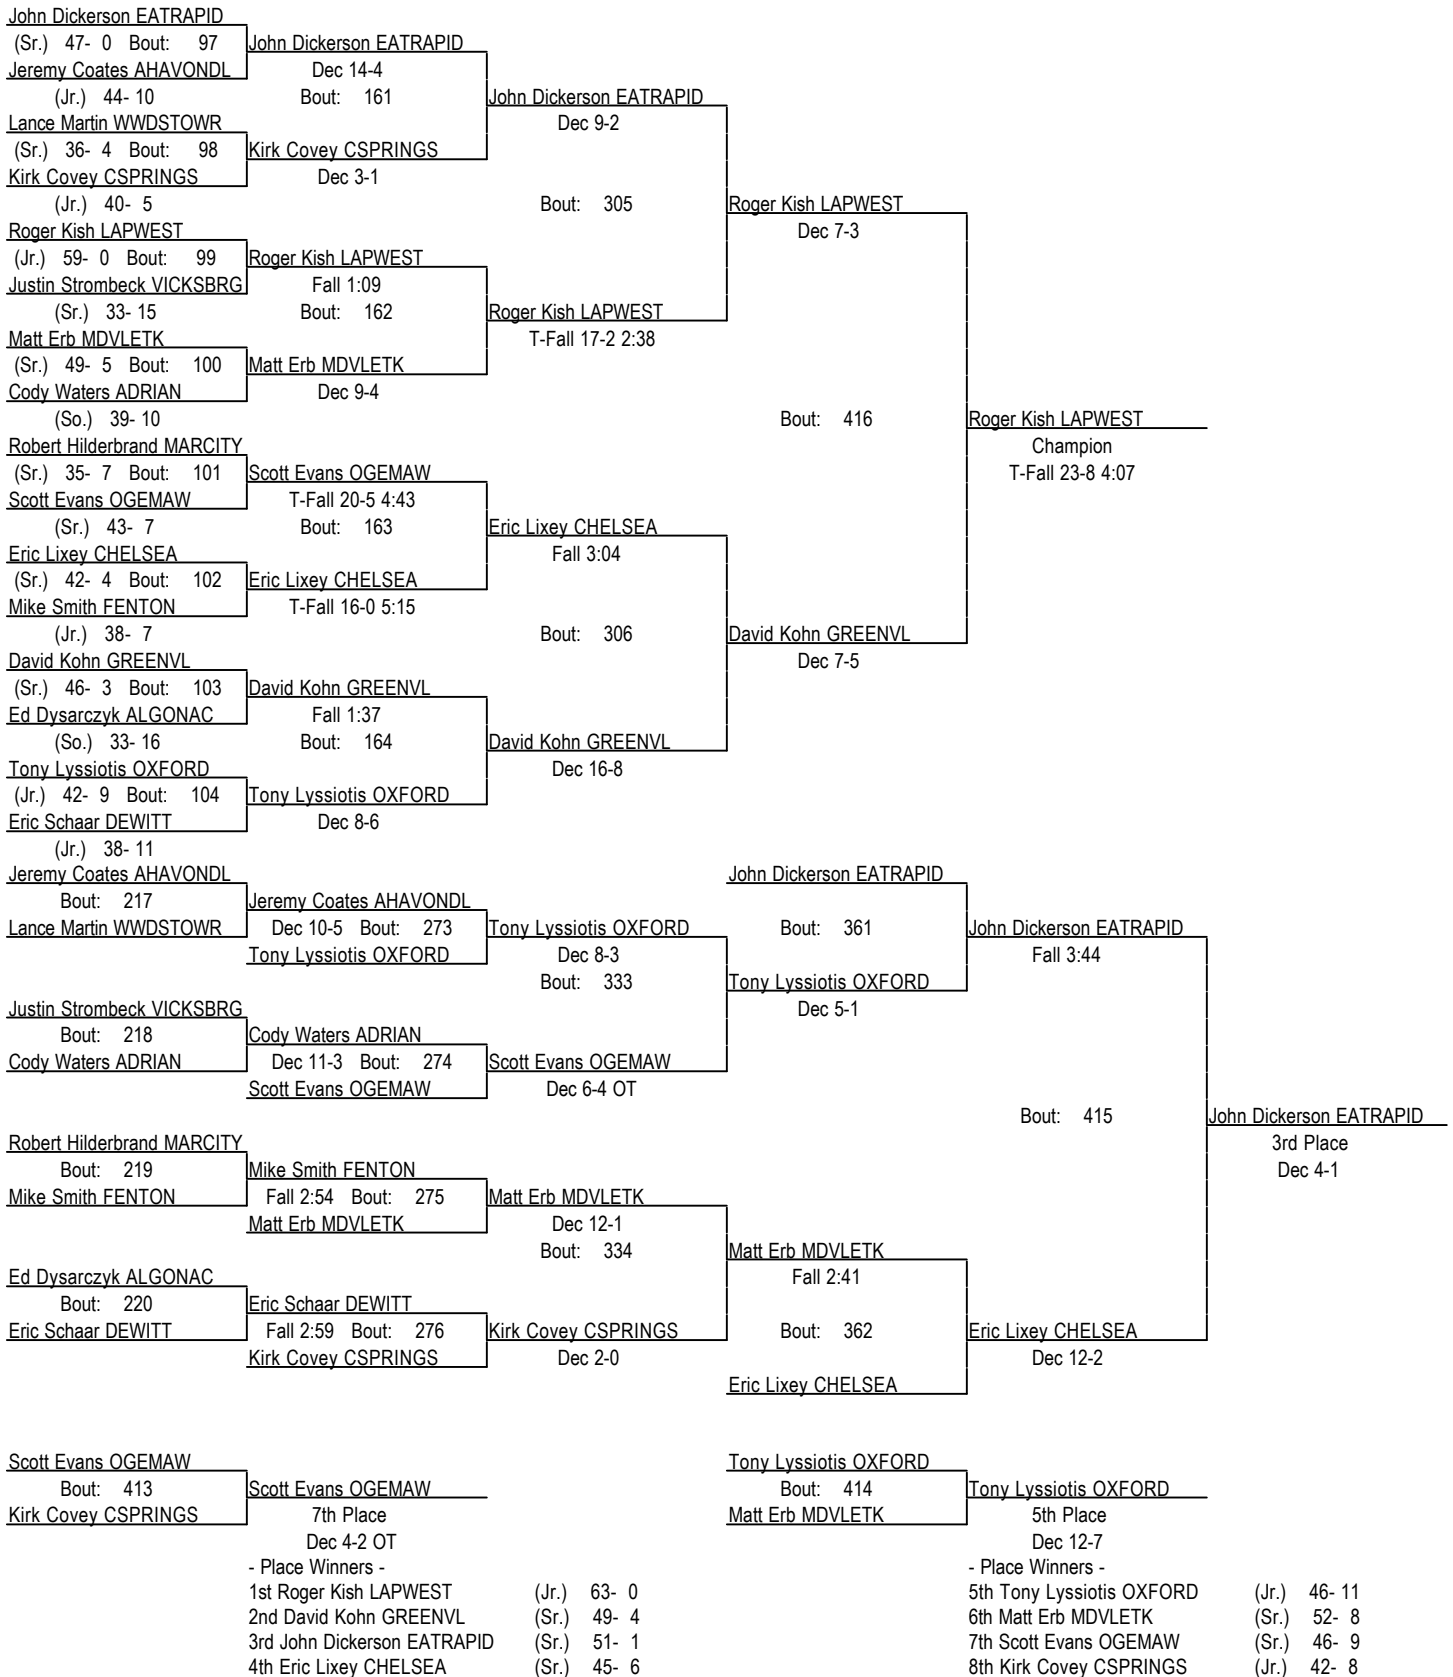 John Dickerson EATRAPID
(Sr.) 47- 0 Bout: 97 John Dickerson EATRAPID
Jeremy Coates AHAVONDL Dec 14-4
(Jr.) 44- 10 Bout: 161 John Dickerson EATRAPID
Lance Martin WWDSTOWR Dec 9-2
(Sr.) 36- 4 Bout: 98 Kirk Covey CSPRINGS
Kirk Covey CSPRINGS Dec 3-1
(Jr.) 40- 5 Bout: 305 Roger Kish LAPWEST
Roger Kish LAPWEST Dec 7-3
(Jr.) 59- 0 Bout: 99 Roger Kish LAPWEST
Justin Strombeck VICKSBRG Fall 1:09
(Sr.) 33- 15 Bout: 162 Roger Kish LAPWEST
Matt Erb MDVLETK T-Fall 17-2 2:38
(Sr.) 49- 5 Bout: 100 Matt Erb MDVLETK
Cody Waters ADRIAN Dec 9-4
(So.) 39- 10 Bout: 416 Roger Kish LAPWEST
Robert Hilderbrand MARCITY Champion
(Sr.) 35- 7 Bout: 101 Scott Evans OGEMAW T-Fall 23-8 4:07
Scott Evans OGEMAW T-Fall 20-5 4:43
(Sr.) 43- 7 Bout: 163 Eric Lixey CHELSEA
Eric Lixey CHELSEA Fall 3:04
(Sr.) 42- 4 Bout: 102 Eric Lixey CHELSEA
Mike Smith FENTON T-Fall 16-0 5:15
(Jr.) 38- 7 Bout: 306 David Kohn GREENVL
David Kohn GREENVL Dec 7-5
(Sr.) 46- 3 Bout: 103 David Kohn GREENVL
Ed Dysarczyk ALGONAC Fall 1:37
(So.) 33- 16 Bout: 164 David Kohn GREENVL
Tony Lyssiotis OXFORD Dec 16-8
(Jr.) 42- 9 Bout: 104 Tony Lyssiotis OXFORD
Eric Schaar DEWITT Dec 8-6
(Jr.) 38- 11
Jeremy Coates AHAVONDL John Dickerson EATRAPID
Bout: 217 Jeremy Coates AHAVONDL
Lance Martin WWDSTOWR Dec 10-5 Bout: 273 Tony Lyssiotis OXFORD Bout: 361 John Dickerson EATRAPID
Tony Lyssiotis OXFORD Dec 8-3 Fall 3:44
Bout: 333 Tony Lyssiotis OXFORD
Justin Strombeck VICKSBRG Dec 5-1
Bout: 218 Cody Waters ADRIAN
Cody Waters ADRIAN Dec 11-3 Bout: 274 Scott Evans OGEMAW
Scott Evans OGEMAW Dec 6-4 OT
Bout: 415 John Dickerson EATRAPID
Robert Hilderbrand MARCITY 3rd Place
Bout: 219 Mike Smith FENTON Dec 4-1
Mike Smith FENTON Fall 2:54 Bout: 275 Matt Erb MDVLETK
Matt Erb MDVLETK Dec 12-1
Bout: 334 Matt Erb MDVLETK
Ed Dysarczyk ALGONAC Fall 2:41
Bout: 220 Eric Schaar DEWITT
Eric Schaar DEWITT Fall 2:59 Bout: 276 Kirk Covey CSPRINGS Bout: 362 Eric Lixey CHELSEA
Kirk Covey CSPRINGS Dec 2-0 Dec 12-2
Eric Lixey CHELSEA
Scott Evans OGEMAW Tony Lyssiotis OXFORD
Bout: 413 Scott Evans OGEMAW Bout: 414 Tony Lyssiotis OXFORD
Kirk Covey CSPRINGS 7th Place Matt Erb MDVLETK 5th Place
Dec 4-2 OT Dec 12-7
- Place Winners - - Place Winners -
1st Roger Kish LAPWEST (Jr.) 63- 0 5th Tony Lyssiotis OXFORD (Jr.) 46- 11
2nd David Kohn GREENVL (Sr.) 49- 4 6th Matt Erb MDVLETK (Sr.) 52- 8
3rd John Dickerson EATRAPID (Sr.) 51- 1 7th Scott Evans OGEMAW (Sr.) 46- 9
4th Eric Lixey CHELSEA (Sr.) 45- 6 8th Kirk Covey CSPRINGS (Jr.) 42- 8